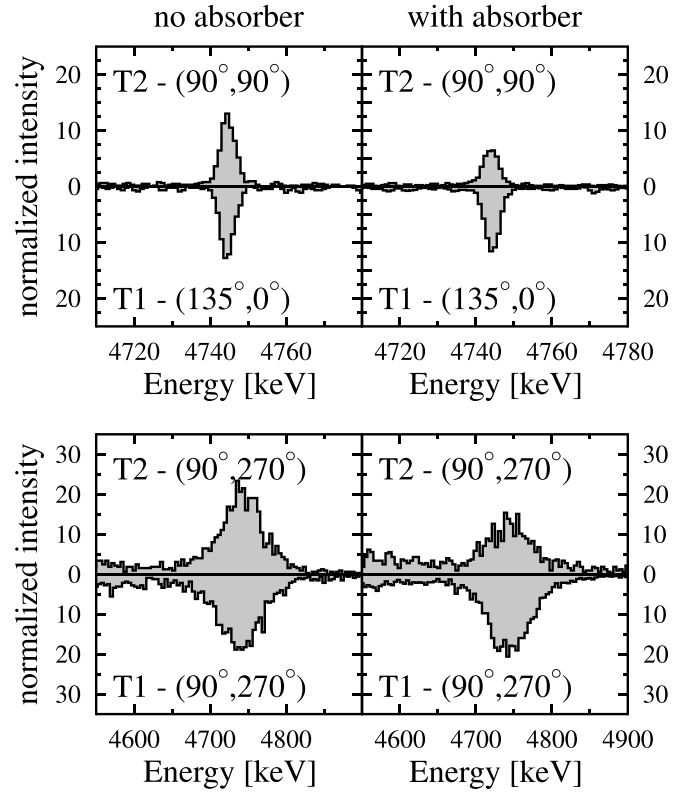 no absorber with absorber
20 20
T2 - (90°,90°) T2 - (90°,90°)
10 10
normalized intensity
0 0
10 10
T1 - (135°,0°) T1 - (135°,0°)
20 20
4720 4740 4760 4720 4740 4760 4780
Energy [keV] Energy [keV]
30 30
T2 - (90°,270°) T2 - (90°,270°)
20 20
10 10
normalized intensity
0 0
10 10
20 20
T1 - (90°,270°) T1 - (90°,270°)
30 30
4600 4700 4800 4600 4700 4800 4900
Energy [keV] Energy [keV]